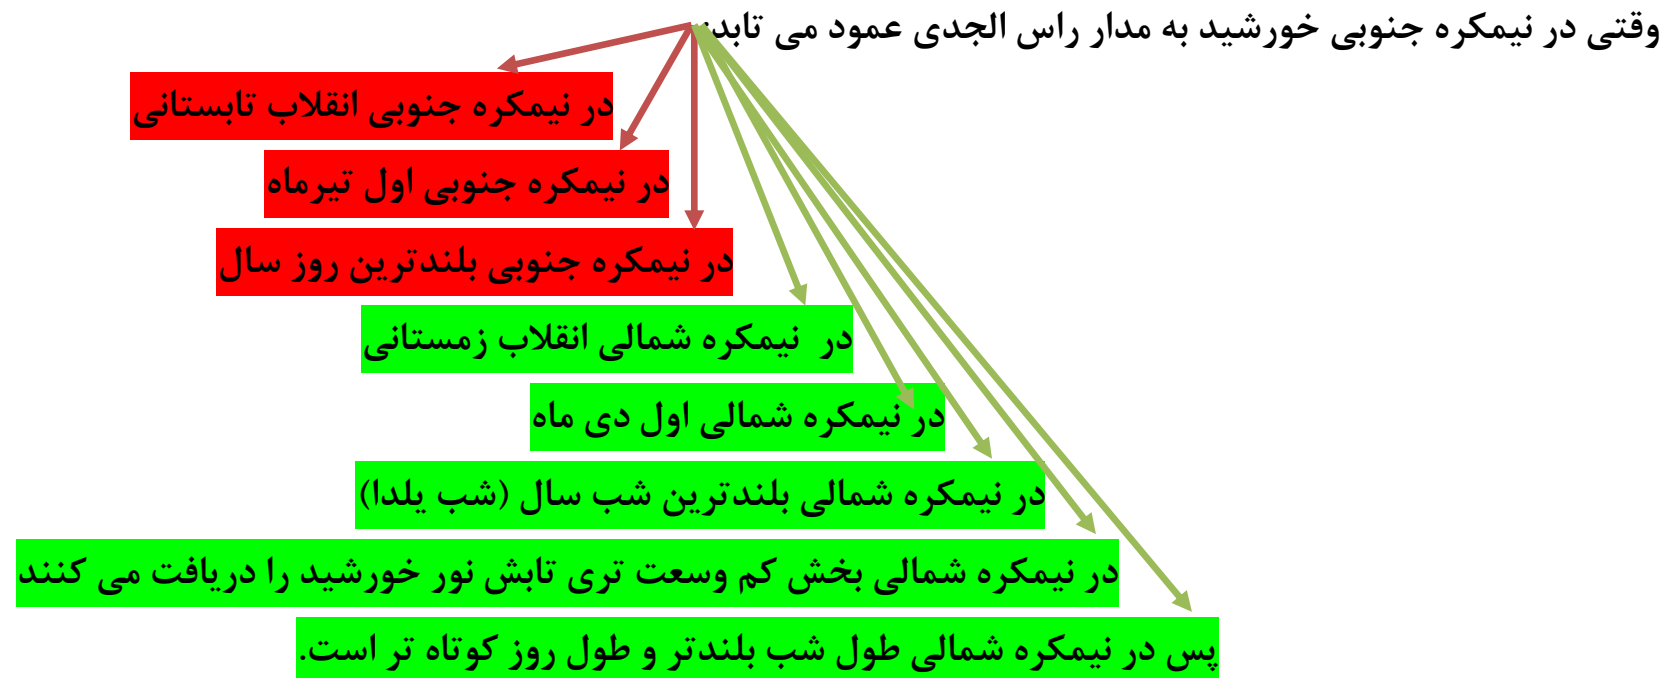 وقتی در نیمکره جنوبی خورشید به مدار راس الجدی عمود می تابد:
در نیمکره جنوبی انقلاب تابستانی
در نیمکره جنوبی اول تیرماه
در نیمکره جنوبی بلندترین روز سال
در نیمکره شمالی انقلاب زمستانی
در نیمکره شمالی اول دی ماه
در نیمکره شمالی بلندترین شب سال (شب یلدا)
در نیمکره شمالی بخش کم وسعت تری تابش نور خورشید را دریافت می کنند
پس در نیمکره شمالی طول شب بلندتر و طول روز کوتاه تر است.